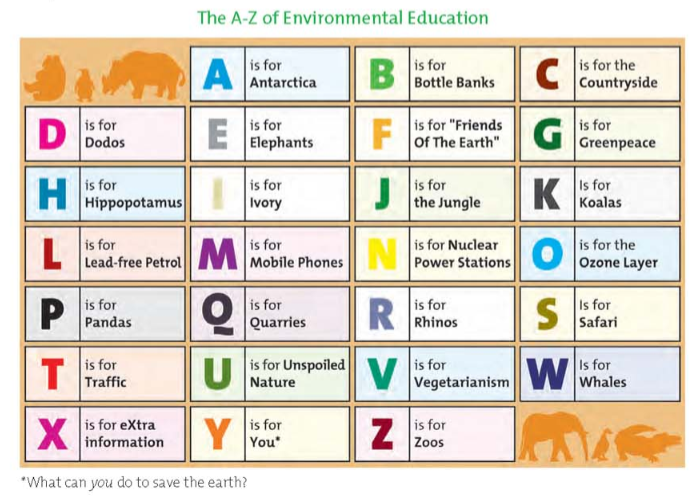 The A-Z of Environmental Education
A is for
Antarctica
B is for
Bottle Banks
C is for the
Countryside
D is for
Dodos
E is for
Elephants
F is for "Friends
Of The Earth"
G is for
Greenpeace
H is for
Hippopotamus
I is for
Ivory
J is for
the Jungle
K Is for
Koalas
L is for
Lead-free Petrol
M is for
Mobile Phones
N is for Nuclear
Power Stations
O is for the
Ozone Layer
P is for
Pandas
Q is for
Quarries
R is for
Rhinos
S Is for
Safari
T is for
Traffic
U is for Unspoiled
Nature
V is for
Vegetarianism
W Is for
Whales
X is for eXtra
information
Y is for
You*
Z is for
Zoos
*What can you do to save the earth?